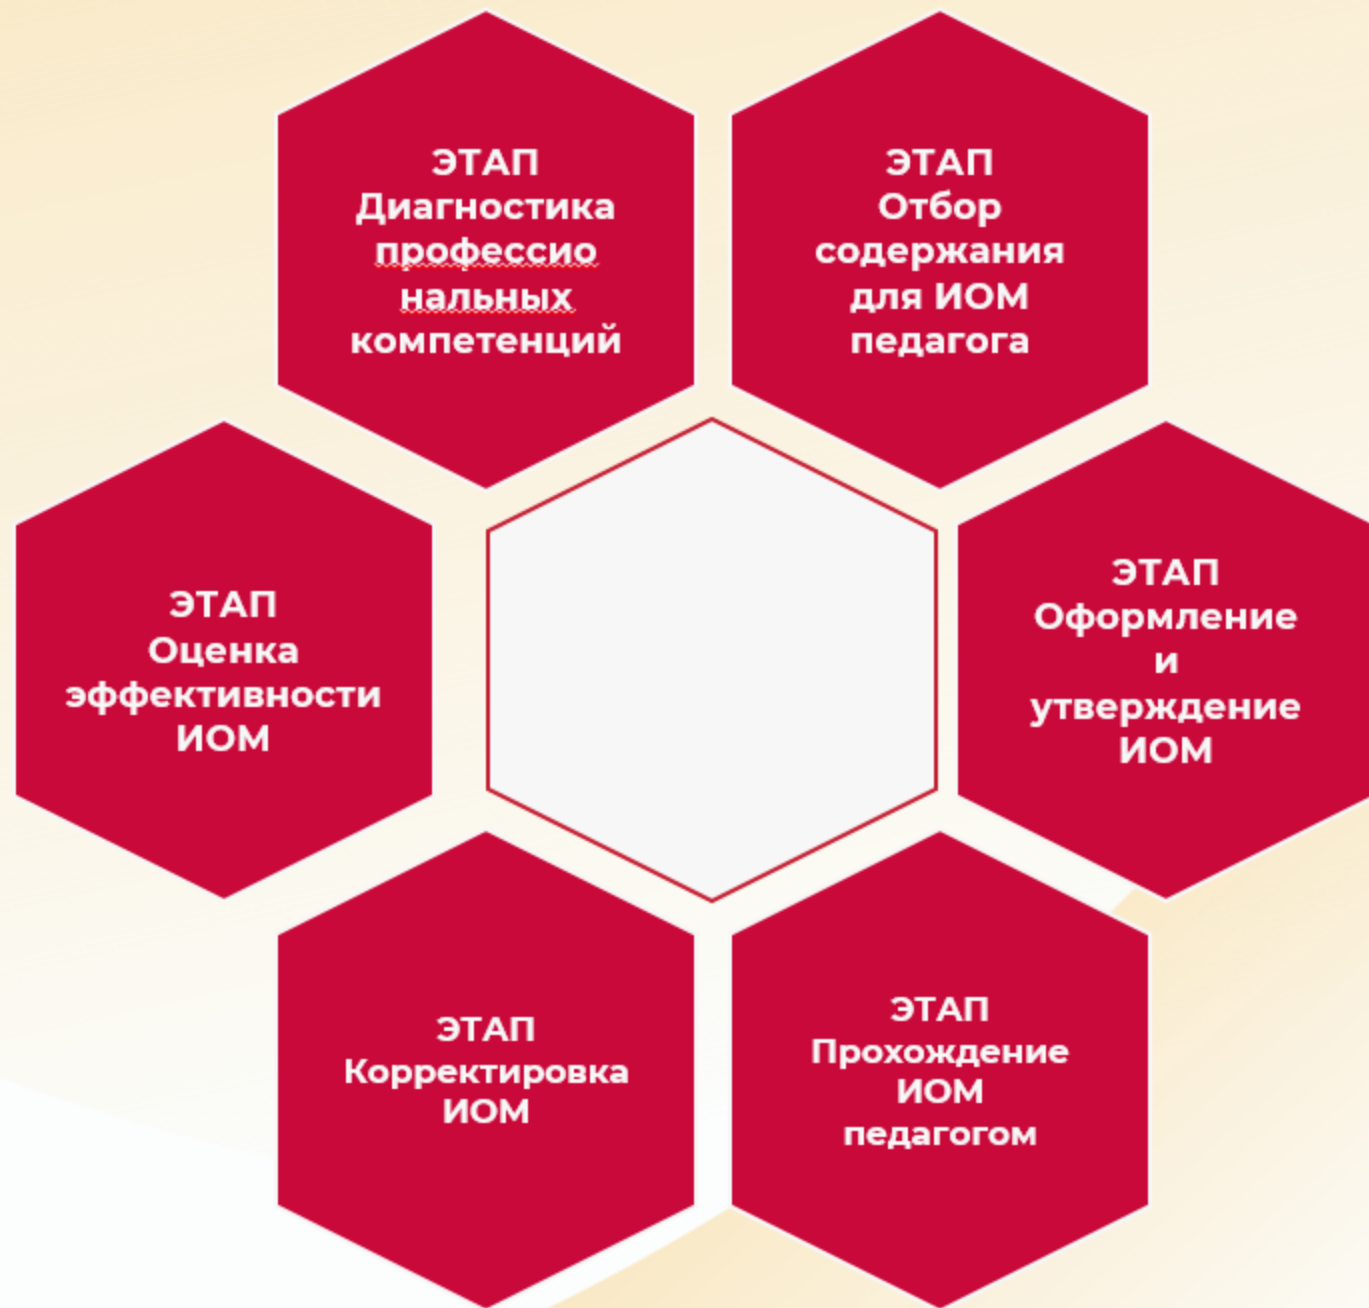 ЭТАП
Диагностика
профессио
нальных
компетенций
ЭТАП
Отбор
содержания
для ИОМ
педагога
ЭТАП
Оценка
эффективности
ИОМ
ЭТАП
Оформление
и
утверждение
ИОМ
ЭТАП
Корректировка
ИОМ
ЭТАП
Прохождение
ИОМ
педагогом